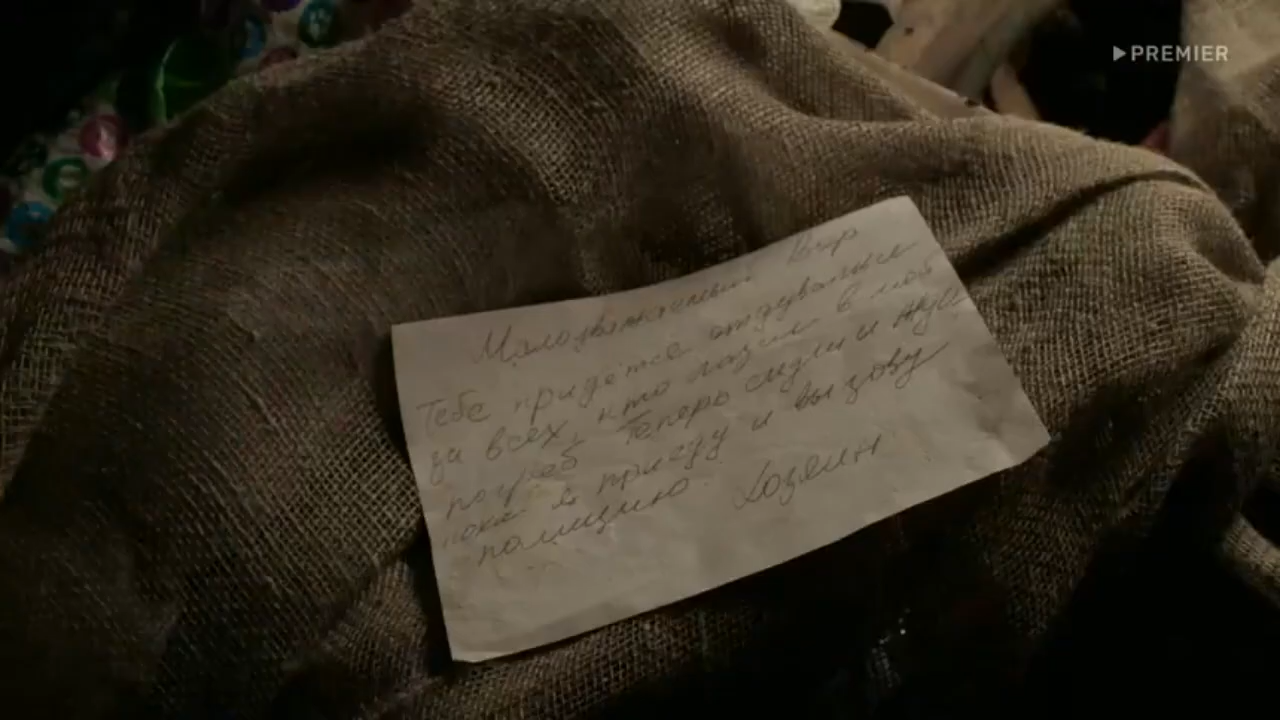 PREMIER
Малоуважаемый Вор
Тебе придётся отдуваться
за всех, кто лазил в мой
погреб. Теперь сиди и жди
пока я приеду и вызову
полицию.
Хозяин